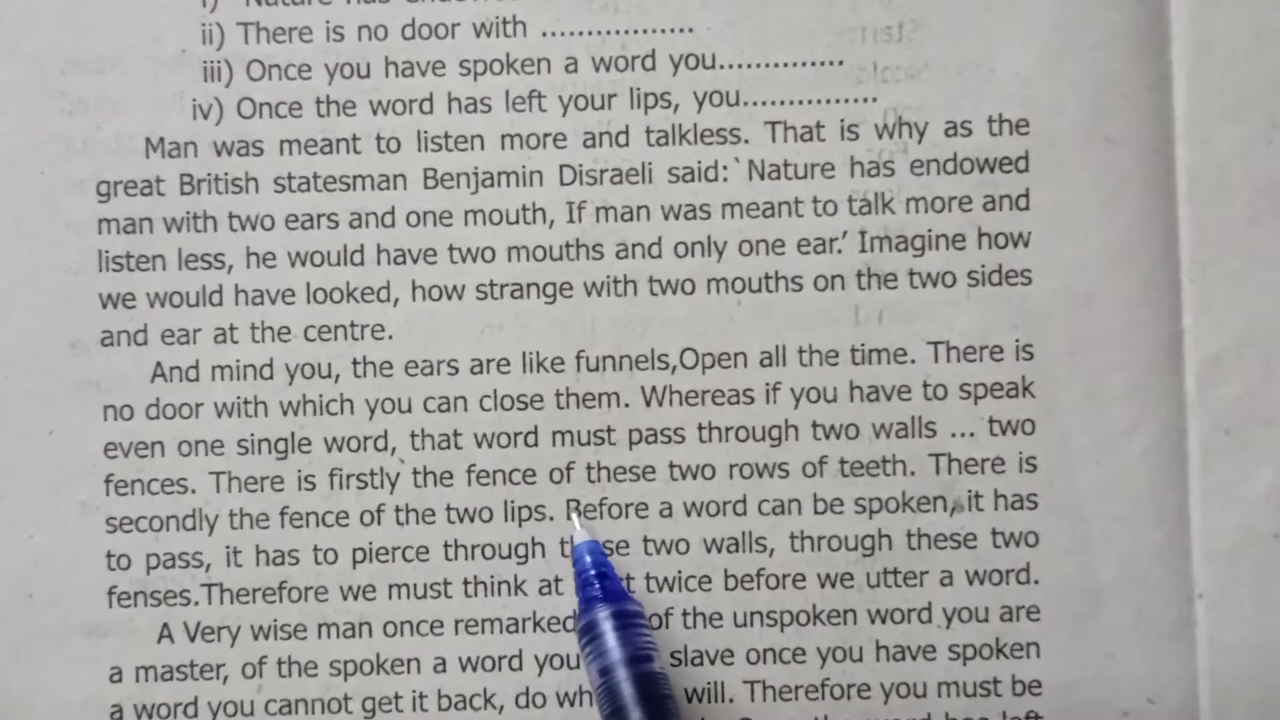 ii) There is no door with .................
iii) Once you have spoken a word you..............
iv) Once the word has left your lips, you...............
Man was meant to listen more and talkless. That is why as the
great British statesman Benjamin Disraeli said:`Nature has endowed
man with two ears and one mouth, If man was meant to talk more and
listen less, he would have two mouths and only one ear.' Imagine how
we would have looked, how strange with two mouths on the two sides
and ear at the centre.
And mind you, the ears are like funnels,Open all the time. There is
no door with which you can close them. Whereas if you have to speak
even one single word, that word must pass through two walls ... two
fences. There is firstly the fence of these two rows of teeth. There is
secondly the fence of the two lips. Before a word can be spoken, it has
to pass, it has to pierce through these two walls, through these two
fenses.Therefore we must think at twice before we utter a word.
A Very wise man once remarked of the unspoken word you are
a master, of the spoken a word you slave once you have spoken
a word you cannot get it back, do will. Therefore you must be